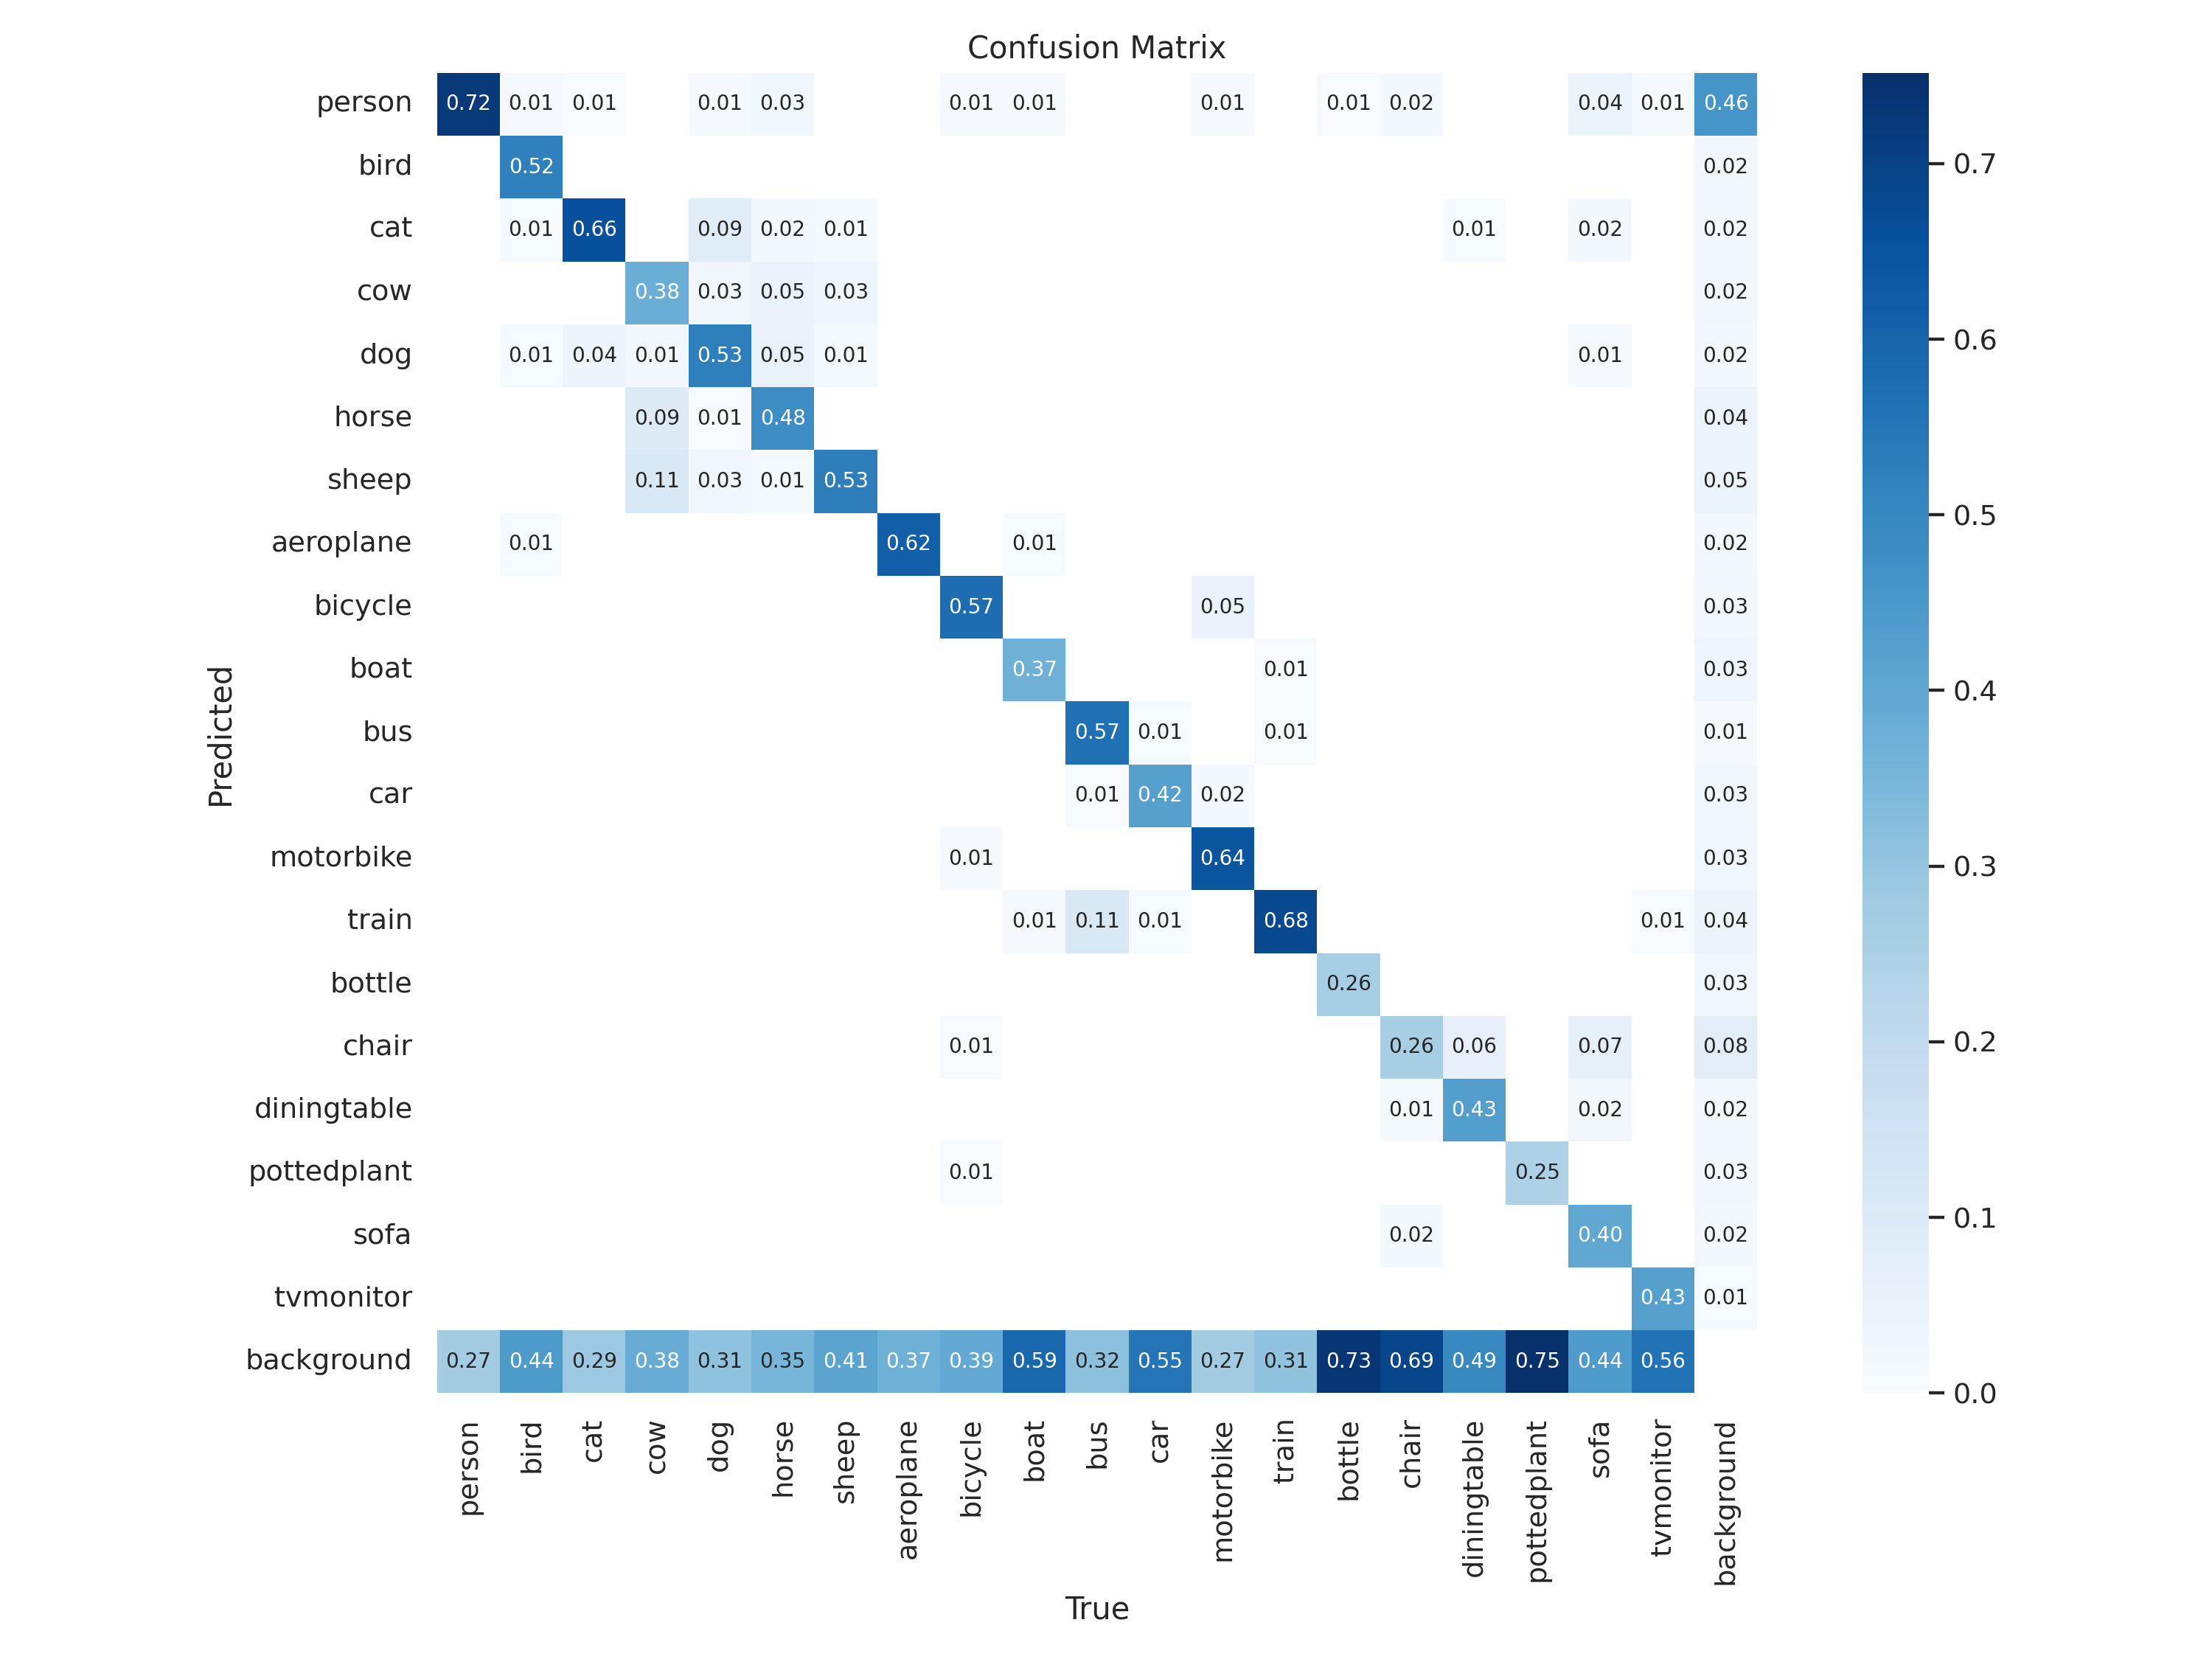 Confusion Matrix
person 0.72 0.01 0.01 0.01 0.03 0.01 0.01 0.01 0.01 0.02 0.04 0.01 0.46
bird 0.52 0.02
cat 0.01 0.66 0.09 0.02 0.01 0.01 0.02 0.02
cow 0.38 0.03 0.05 0.03 0.02
dog 0.01 0.04 0.01 0.53 0.05 0.01 0.01 0.02
horse 0.09 0.01 0.48 0.04
sheep 0.11 0.03 0.01 0.53 0.05
aeroplane 0.01 0.62 0.01 0.02
bicycle 0.57 0.05 0.03
boat 0.37 0.01 0.03
bus 0.57 0.01 0.01 0.01
car 0.01 0.42 0.02 0.03
motorbike 0.01 0.64 0.03
train 0.01 0.11 0.01 0.68 0.01 0.04
bottle 0.26 0.03
chair 0.01 0.26 0.06 0.07 0.08
diningtable 0.01 0.43 0.02 0.02
pottedplant 0.01 0.25 0.03
sofa 0.02 0.40 0.02
tvmonitor 0.43 0.01
background 0.27 0.44 0.29 0.38 0.31 0.35 0.41 0.37 0.39 0.59 0.32 0.55 0.27 0.31 0.73 0.69 0.49 0.75 0.44 0.56
Predicted
person bird cat cow dog horse sheep aeroplane bicycle boat bus car motorbike train bottle chair diningtable pottedplant sofa tvmonitor background
True
0.7
0.6
0.5
0.4
0.3
0.2
0.1
0.0